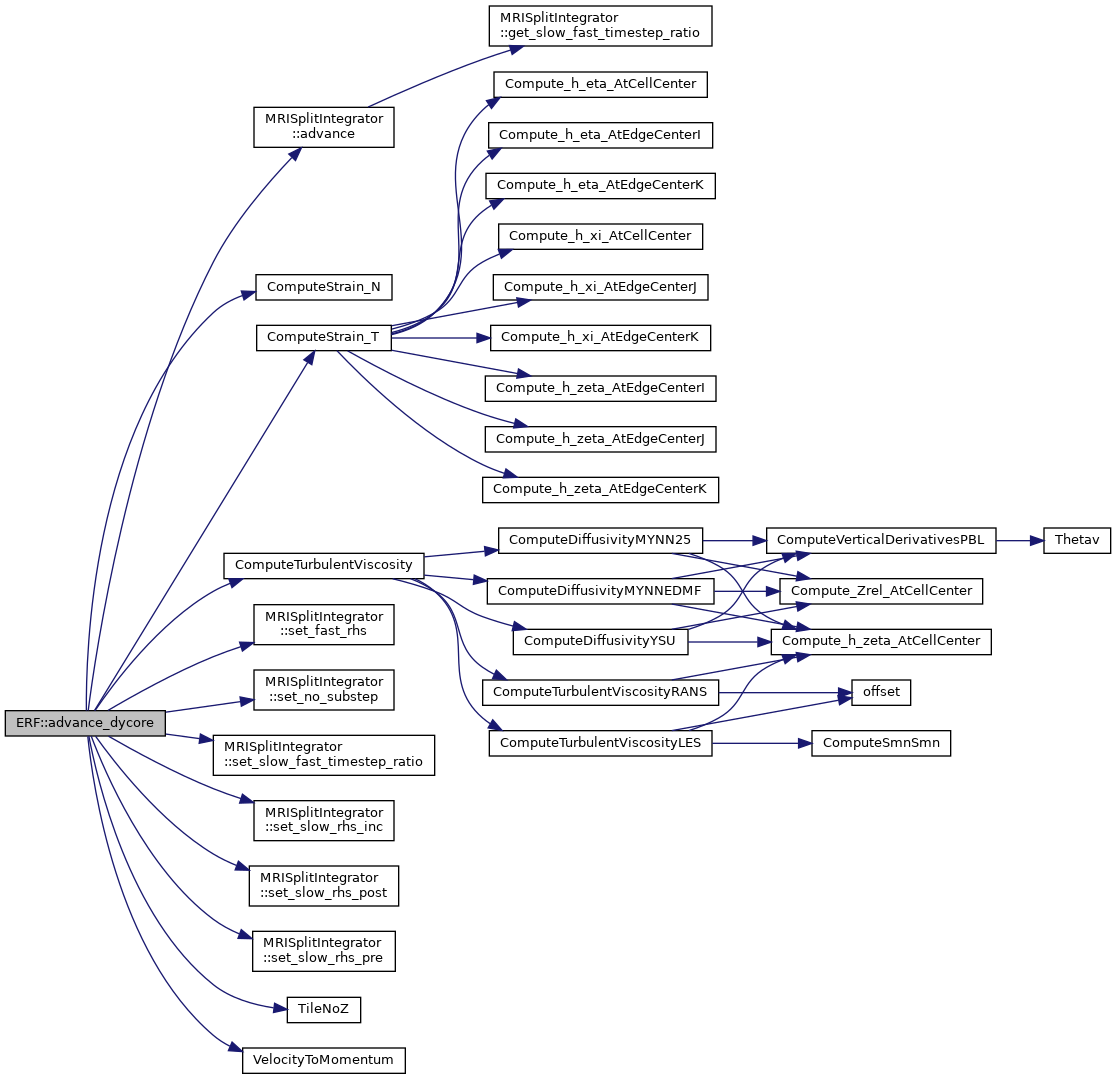 MRISplitIntegrator
::get_slow_fast_timestep_ratio
Compute_h_eta_AtCellCenter
MRISplitIntegrator
::advance
Compute_h_eta_AtEdgeCenterI
Compute_h_eta_AtEdgeCenterK
Compute_h_xi_AtCellCenter
ComputeStrain_N
Compute_h_xi_AtEdgeCenterJ
ComputeStrain_T
Compute_h_xi_AtEdgeCenterK
Compute_h_zeta_AtEdgeCenterI
Compute_h_zeta_AtEdgeCenterJ
Compute_h_zeta_AtEdgeCenterK
ComputeDiffusivityMYNN25
ComputeVerticalDerivativesPBL
Thetav
ComputeTurbulentViscosity
ComputeDiffusivityMYNNEDMF
Compute_Zrel_AtCellCenter
MRISplitIntegrator
::set_fast_rhs
ComputeDiffusivityYSU
Compute_h_zeta_AtCellCenter
MRISplitIntegrator
::set_no_substep
ComputeTurbulentViscosityRANS
offset
ERF::advance_dycore
MRISplitIntegrator
::set_slow_fast_timestep_ratio
ComputeTurbulentViscosityLES
ComputeSmnSmn
MRISplitIntegrator
::set_slow_rhs_inc
MRISplitIntegrator
::set_slow_rhs_post
MRISplitIntegrator
::set_slow_rhs_pre
TileNoZ
VelocityToMomentum